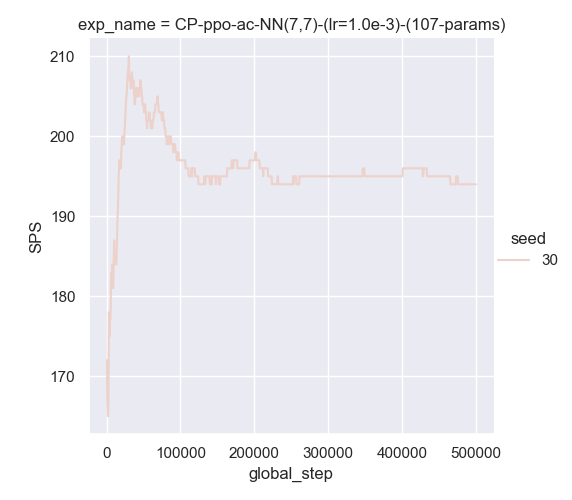 exp_name = CP-ppo-ac-NN(7,7)-(lr=1.0e-3)-(107-params)
210
200
190
180
170
SPS
seed
30
0 100000 200000 300000 400000 500000
global_step